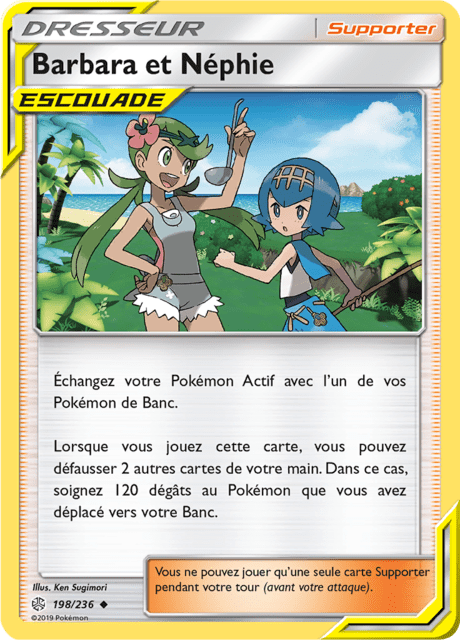 DRESSEUR
Supporter
Barbara et Néphie
ESCOUADE
Échangez votre Pokémon Actif avec l'un de vos
Pokémon de Banc.
Lorsque vous jouez cette carte, vous pouvez
défausser 2 autres cartes de votre main. Dans ce cas,
soignez 120 dégâts au Pokémon que vous avez
déplacé vers votre Banc.
Vous ne pouvez jouer qu'une seule carte Supporter
pendant votre tour (avant votre attaque).
Illus. Ken Sugimori
198/236
©2019 Pokémon